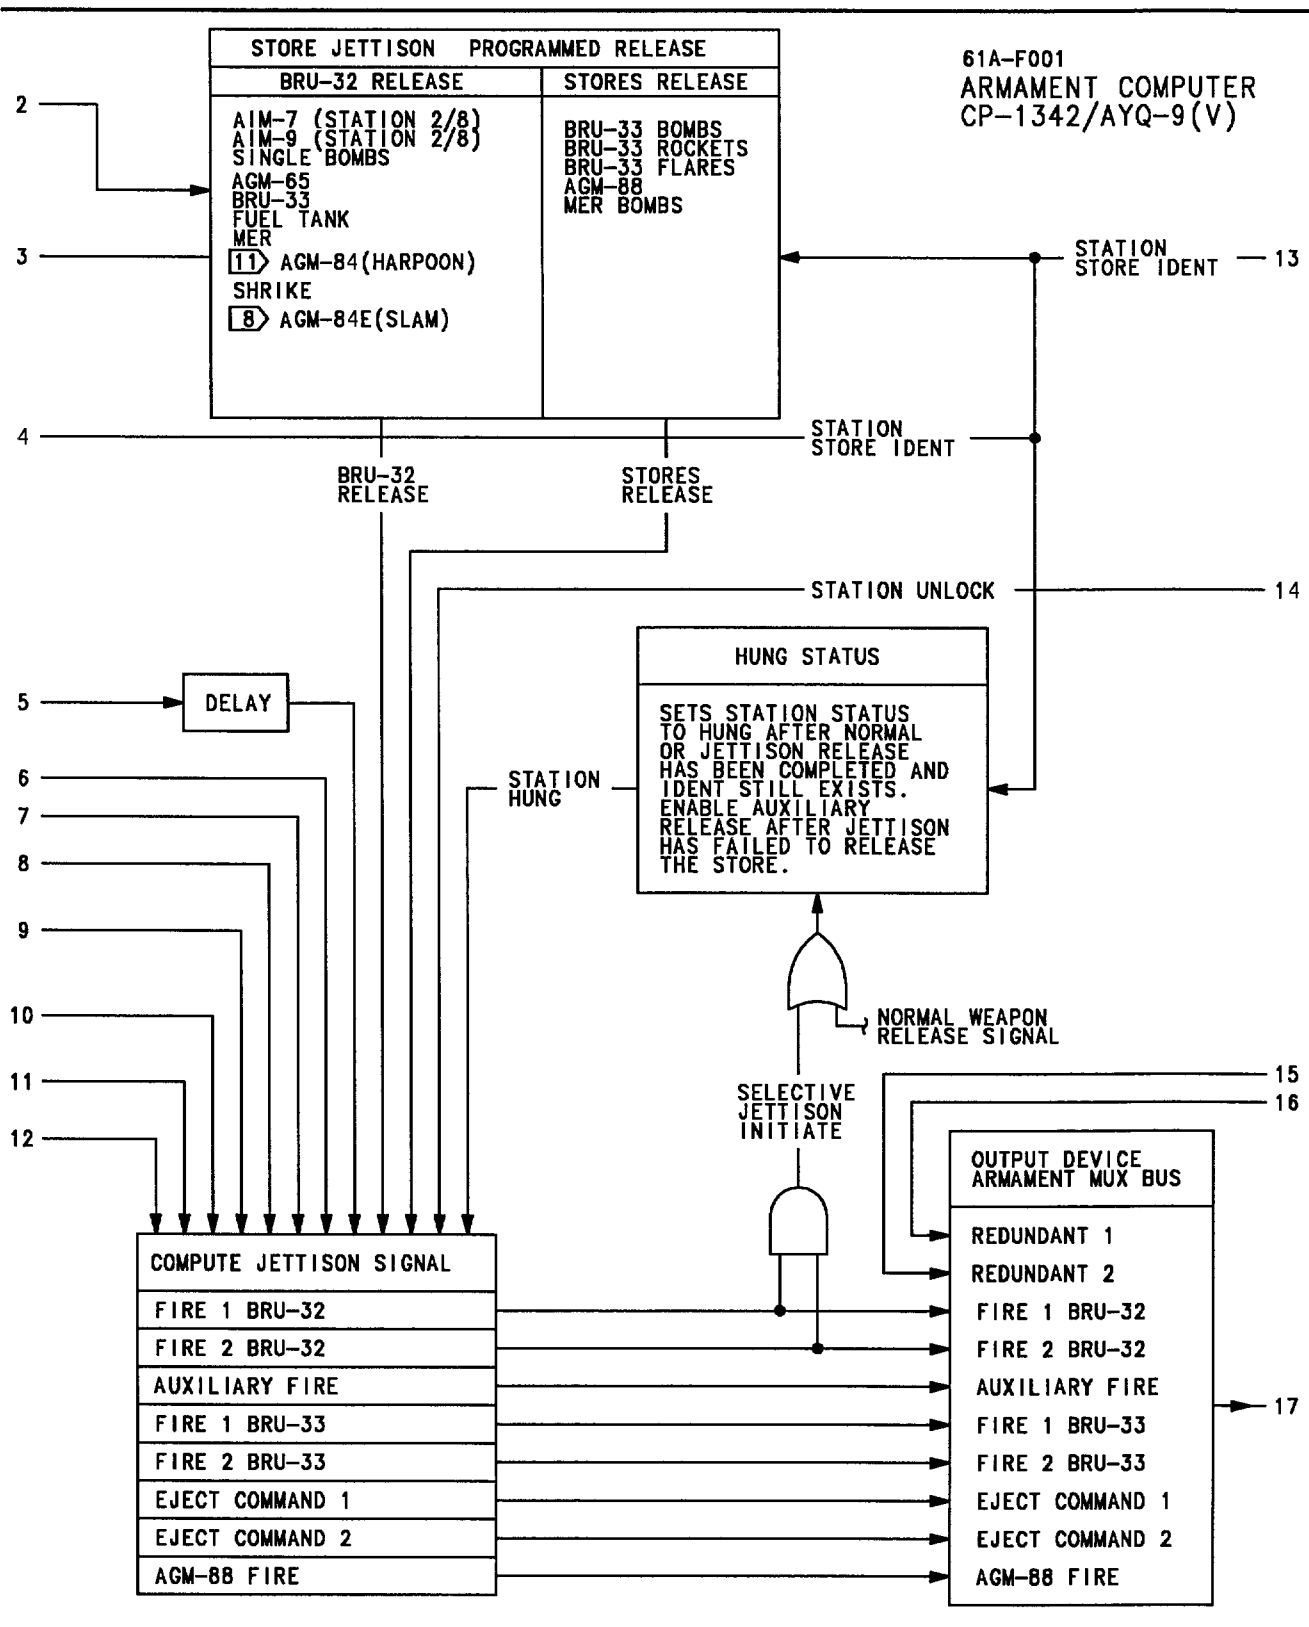 61A-F001
ARMAMENT COMPUTER
CP-1342/AYQ-9(V)
STORE JETTISON PROGRAMMED RELEASE
BRU-32 RELEASE
STORES RELEASE
AIM-7 (STATION 2/8)
AIM-9 (STATION 2/8)
SINGLE BOMBS
AGM-65
BRU-33
FUEL TANK
MER
11 AGM-84(HARPOON)
SHRIKE
8 AGM-84E(SLAM)
BRU-33 BOMBS
BRU-33 ROCKETS
BRU-33 FLARES
AGM-88
MER BOMBS
2
3
STATION
STORE IDENT
13
4
STATION
STORE IDENT
BRU-32
RELEASE
STORES
RELEASE
STATION UNLOCK
14
HUNG STATUS
SETS STATION STATUS
TO HUNG AFTER NORMAL
OR JETTISON RELEASE
HAS BEEN COMPLETED AND
IDENT STILL EXISTS.
ENABLE AUXILIARY
RELEASE AFTER JETTISON
HAS FAILED TO RELEASE
THE STORE.
5
DELAY
6
STATION
HUNG
7
8
9
10
11
12
NORMAL WEAPON
RELEASE SIGNAL
SELECTIVE
JETTISON
INITIATE
15
16
OUTPUT DEVICE
ARMAMENT MUX BUS
REDUNDANT 1
REDUNDANT 2
FIRE 1 BRU-32
FIRE 2 BRU-32
AUXILIARY FIRE
FIRE 1 BRU-33
FIRE 2 BRU-33
EJECT COMMAND 1
EJECT COMMAND 2
AGM-88 FIRE
17
COMPUTE JETTISON SIGNAL
FIRE 1 BRU-32
FIRE 2 BRU-32
AUXILIARY FIRE
FIRE 1 BRU-33
FIRE 2 BRU-33
EJECT COMMAND 1
EJECT COMMAND 2
AGM-88 FIRE